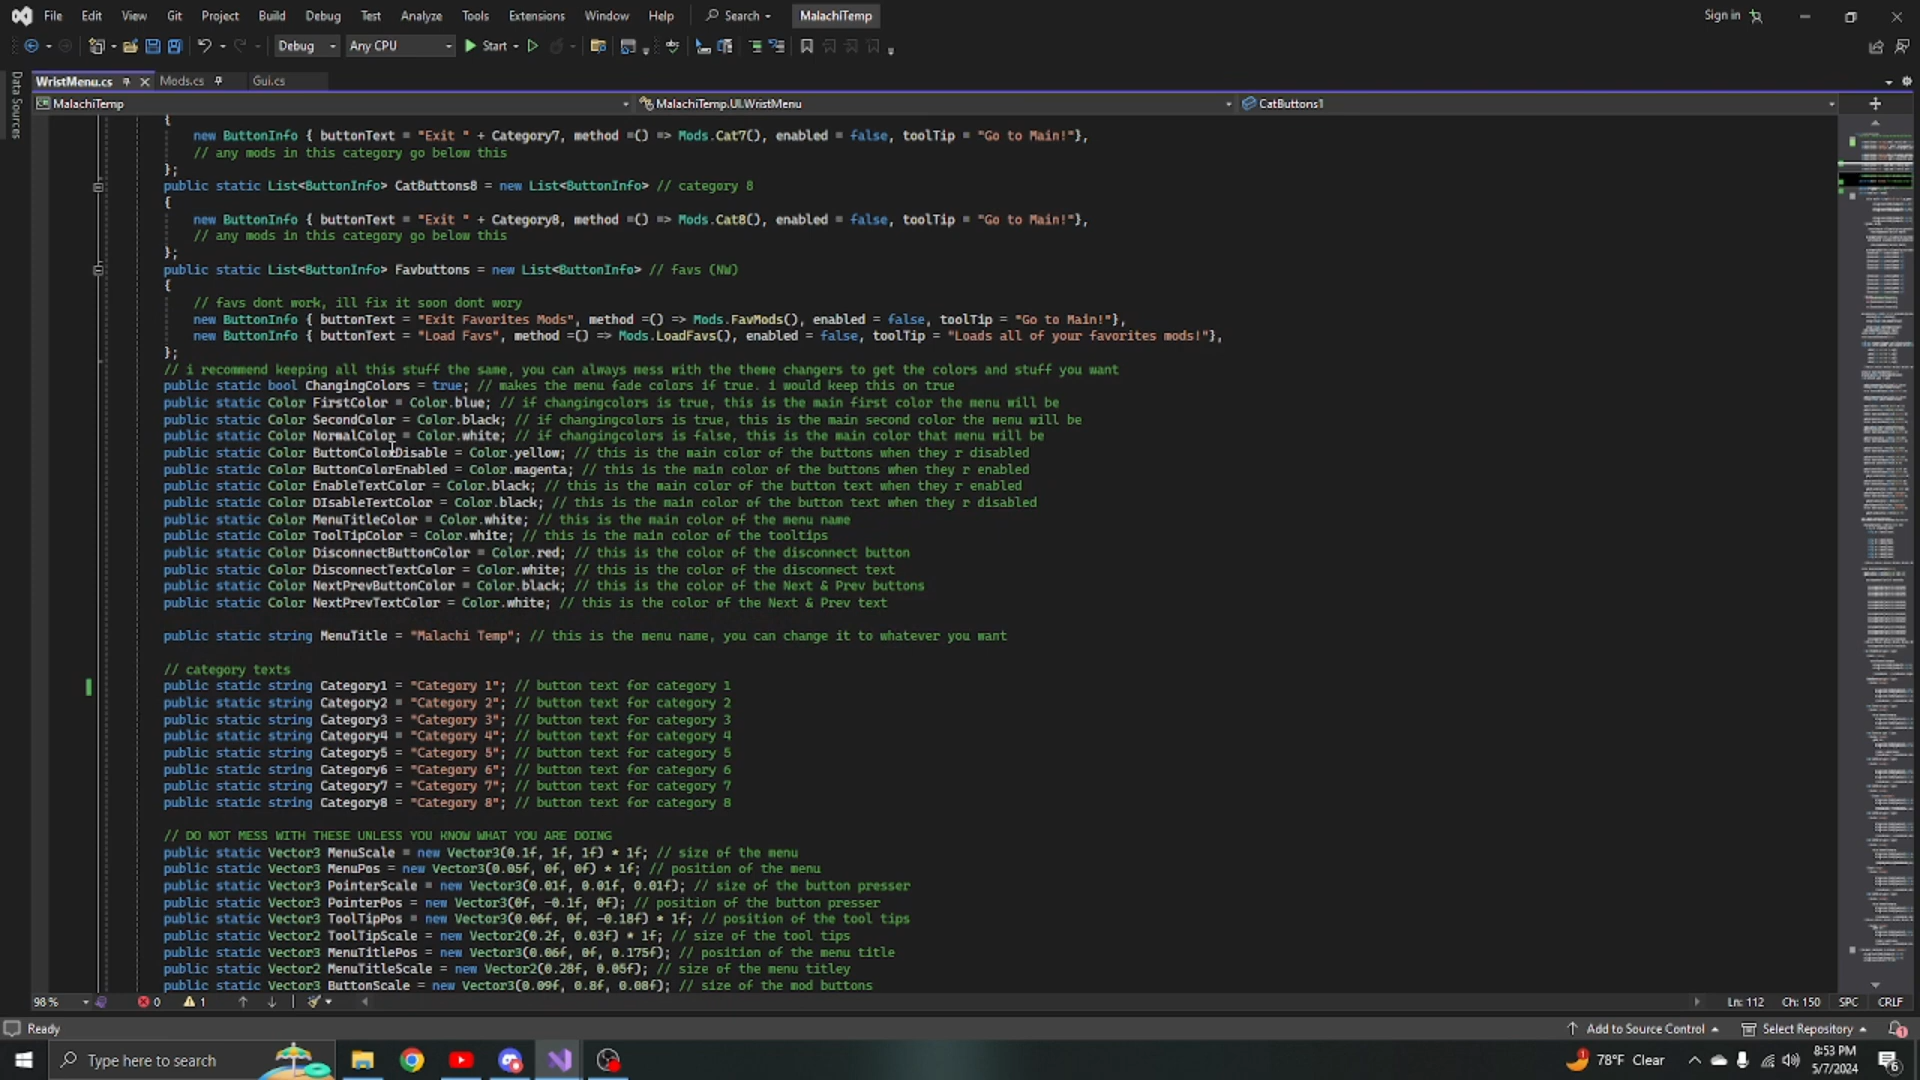 File Edit View Git Project Build Debug Test Analyze Tools Extensions Window Help Search MalachiTemp Sign in
Debug Any CPU Start
Data Sources
WristMenu.cs Mods.cs Gui.cs
MalachiTemp MalachiTemp.UI.WristMenu CatButtons1
{
new ButtonInfo { buttonText = "Exit " + Category7, method =() => Mods.Cat7(), enabled = false, toolTip = "Go to Main!"},
// any mods in this category go below this
};
public static List<ButtonInfo> CatButtons8 = new List<ButtonInfo> // category 8
{
new ButtonInfo { buttonText = "Exit " + Category8, method =() => Mods.Cat8(), enabled = false, toolTip = "Go to Main!"},
// any mods in this category go below this
};
public static List<ButtonInfo> Favbuttons = new List<ButtonInfo> // favs (NW)
{
// favs dont work, ill fix it soon dont wory
new ButtonInfo { buttonText = "Exit Favorites Mods", method =() => Mods.FavMods(), enabled = false, toolTip = "Go to Main!"},
new ButtonInfo { buttonText = "Load Favs", method =() => Mods.LoadFavs(), enabled = false, toolTip = "Loads all of your favorites mods!"},
};
// i recommend keeping all this stuff the same, you can always mess with the theme changers to get the colors and stuff you want
public static bool ChangingColors = true; // makes the menu fade colors if true. i would keep this on true
public static Color FirstColor = Color.blue; // if changingcolors is true, this is the main first color the menu will be
public static Color SecondColor = Color.black; // if changingcolors is true, this is the main second color the menu will be
public static Color NormalColor = Color.white; // if changingcolors is false, this is the main color that menu will be
public static Color ButtonColorDisable = Color.yellow; // this is the main color of the buttons when they r disabled
public static Color ButtonColorEnabled = Color.magenta; // this is the main color of the buttons when they r enabled
public static Color EnableTextColor = Color.black; // this is the main color of the button text when they r enabled
public static Color DIsableTextColor = Color.black; // this is the main color of the button text when they r disabled
public static Color MenuTitleColor = Color.white; // this is the main color of the menu name
public static Color ToolTipColor = Color.white; // this is the main color of the tooltips
public static Color DisconnectButtonColor = Color.red; // this is the color of the disconnect button
public static Color DisconnectTextColor = Color.white; // this is the color of the disconnect text
public static Color NextPrevButtonColor = Color.black; // this is the color of the Next & Prev buttons
public static Color NextPrevTextColor = Color.white; // this is the color of the Next & Prev text
public static string MenuTitle = "Malachi Temp"; // this is the menu name, you can change it to whatever you want
// category texts
public static string Category1 = "Category 1"; // button text for category 1
public static string Category2 = "Category 2"; // button text for category 2
public static string Category3 = "Category 3"; // button text for category 3
public static string Category4 = "Category 4"; // button text for category 4
public static string Category5 = "Category 5"; // button text for category 5
public static string Category6 = "Category 6"; // button text for category 6
public static string Category7 = "Category 7"; // button text for category 7
public static string Category8 = "Category 8"; // button text for category 8
// DO NOT MESS WITH THESE UNLESS YOU KNOW WHAT YOU ARE DOING
public static Vector3 MenuScale = new Vector3(0.1f, 1f, 1f) * 1f; // size of the menu
public static Vector3 MenuPos = new Vector3(0.05f, 0f, 0f) * 1f; // position of the menu
public static Vector3 PointerScale = new Vector3(0.01f, 0.01f, 0.01f); // size of the button presser
public static Vector3 PointerPos = new Vector3(0f, -0.1f, 0f); // position of the button presser
public static Vector3 ToolTipPos = new Vector3(0.06f, 0f, -0.18f) * 1f; // position of the tool tips
public static Vector2 ToolTipScale = new Vector2(0.2f, 0.03f) * 1f; // size of the tool tips
public static Vector3 MenuTitlePos = new Vector3(0.06f, 0f, 0.175f); // position of the menu title
public static Vector2 MenuTitleScale = new Vector2(0.28f, 0.05f); // size of the menu titley
public static Vector3 ButtonScale = new Vector3(0.09f, 0.8f, 0.08f); // size of the mod buttons
98 % 0 1 Ln: 112 Ch: 150 SPC CRLF
Ready Add to Source Control Select Repository 1
Type here to search 1 78°F Clear 8:53 PM
5/7/2024 6